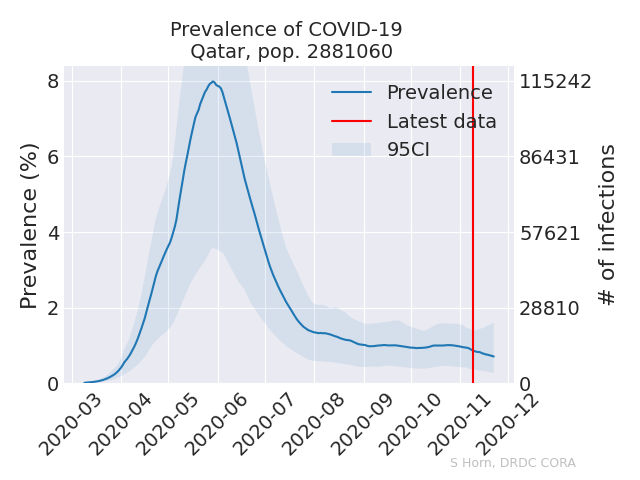 Prevalence of COVID-19
Qatar, pop. 2881060
Prevalence (%)
8
6
4
2
0
Prevalence
Latest data
95CI
115242
86431
57621
28810
0
# of infections
2020-03
2020-04
2020-05
2020-06
2020-07
2020-08
2020-09
2020-10
2020-11
2020-12
S Horn, DRDC CORA